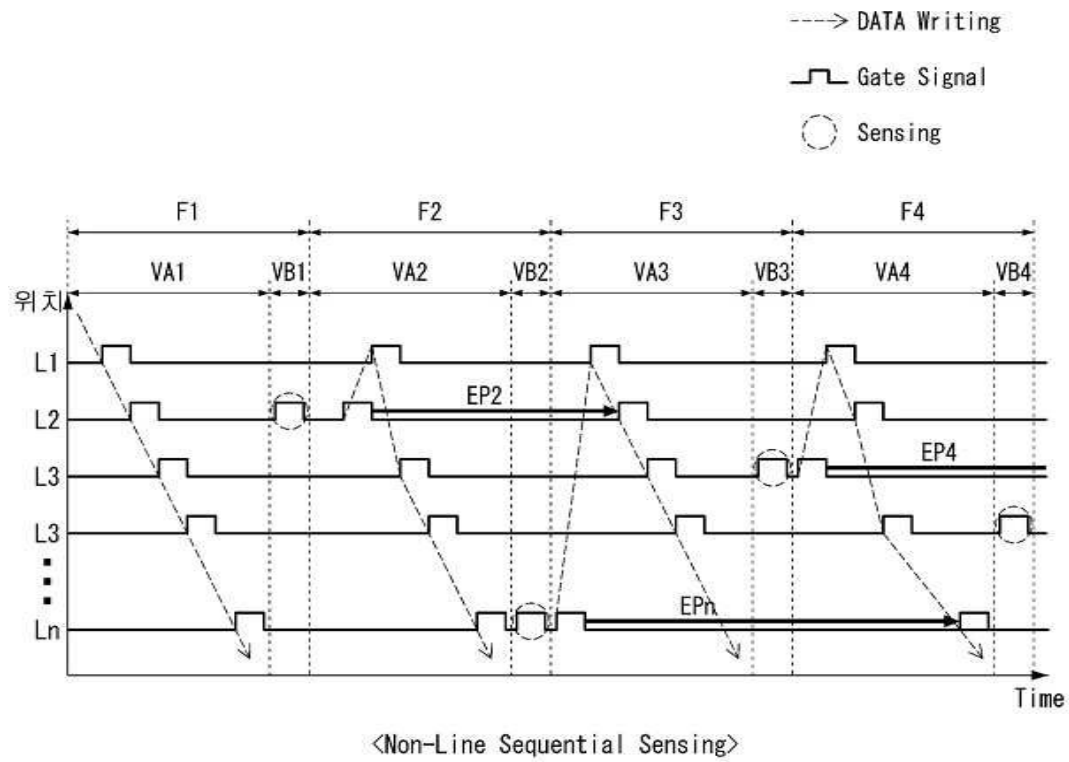 DATA Writing
Gate Signal
Sensing
F1 F2 F3 F4
VA1 VB1 VA2 VB2 VA3 VB3 VA4 VB4
위치
L1
L2 EP2
L3 EP4
L3
Ln EPn
Time
<Non-Line Sequential Sensing>